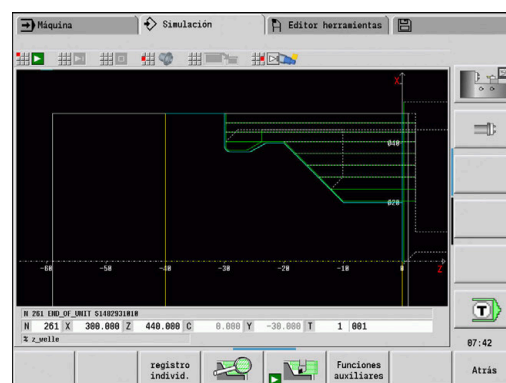 Máquina
Simulación
Editor herramientas
X
Ø40
Ø20
-60 -50 -40 -30 -20 -10 0 Z
N 261 END_OF_UNIT
N 261 X 300.000 Z 440.000 C 0.000 Y -30.000 T 1 001
% z_welle
T
07:42
registro individ.
Funciones auxiliares
Atrás